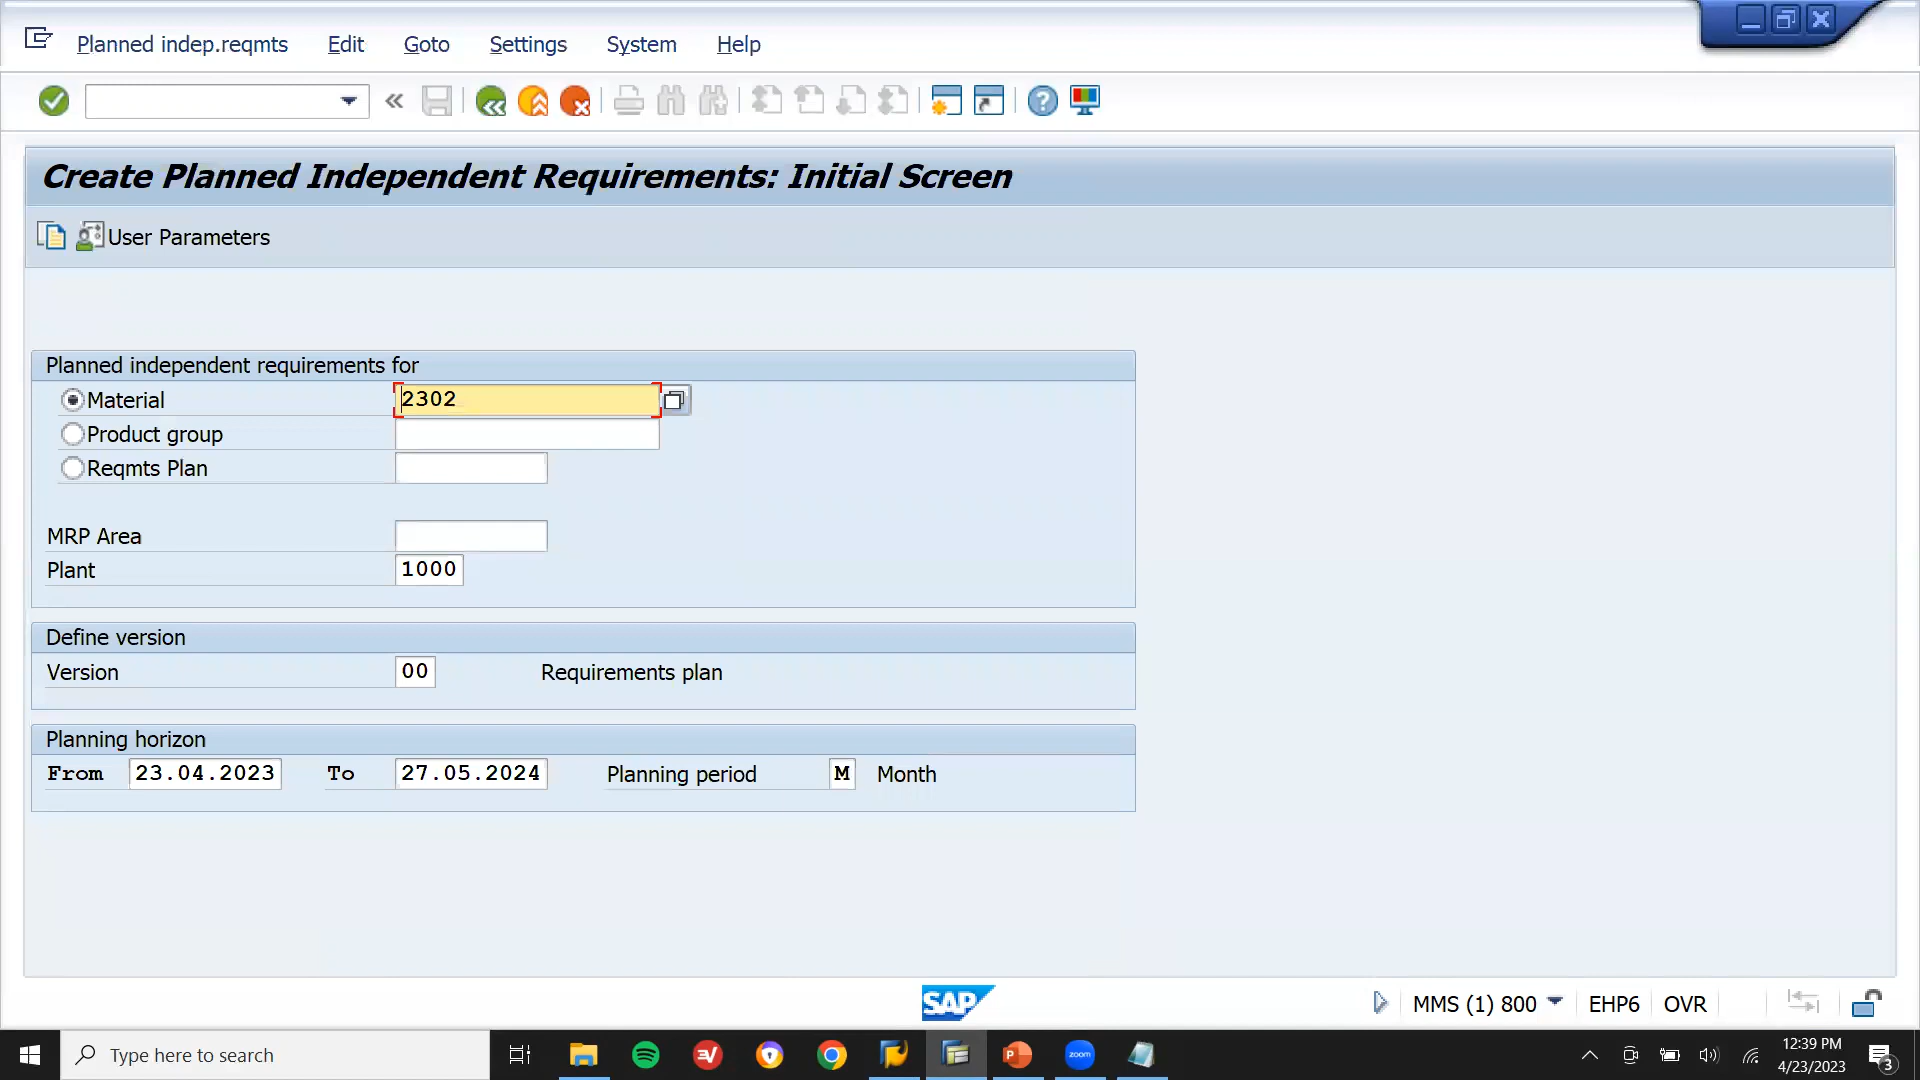 Planned indep.reqmts Edit Goto Settings System Help
Create Planned Independent Requirements: Initial Screen
User Parameters
Planned independent requirements for
Material 2302
Product group
Reqmts Plan
MRP Area
Plant 1000
Define version
Version 00 Requirements plan
Planning horizon
From 23.04.2023 To 27.05.2024 Planning period M Month
SAP MMS (1) 800 EHP6 OVR
Type here to search
EV
P
zoom
12:39 PM
4/23/2023
3